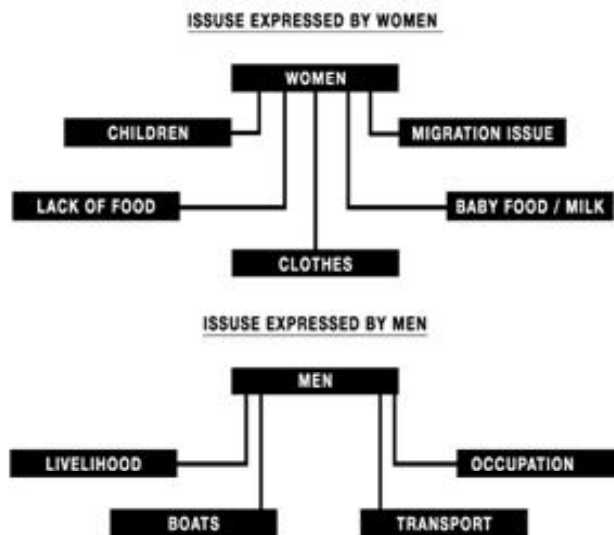 ISSUSE EXPRESSED BY WOMEN
WOMEN
CHILDREN
MIGRATION ISSUE
LACK OF FOOD
BABY FOOD / MILK
CLOTHES
ISSUSE EXPRESSED BY MEN
MEN
LIVELIHOOD
OCCUPATION
BOATS
TRANSPORT